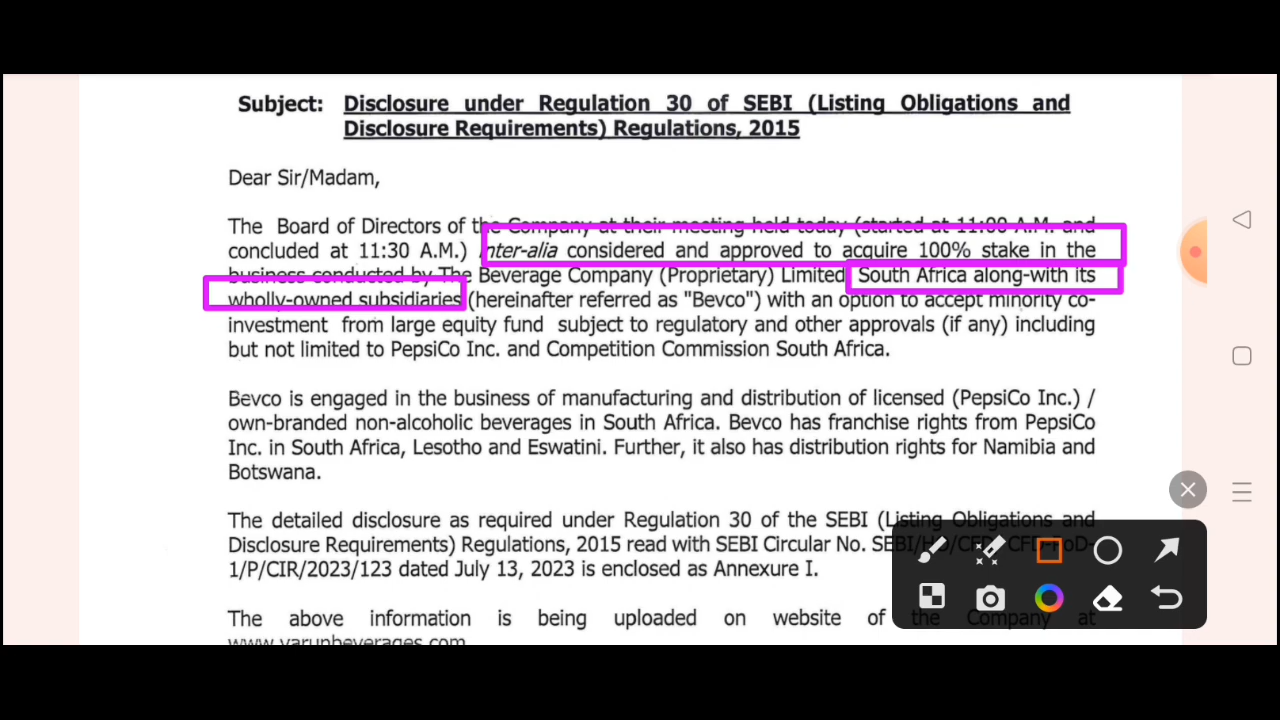 Subject: Disclosure under Regulation 30 of SEBI (Listing Obligations and
Disclosure Requirements) Regulations, 2015
Dear Sir/Madam,
The Board of Directors of the Company at their meeting held today (started at 11:00 A.M. and
concluded at 11:30 A.M.) Inter-alia considered and approved to acquire 100% stake in the
business conducted by The Beverage Company (Proprietary) Limited South Africa along-with its
wholly-owned subsidiaries (hereinafter referred as "Bevco") with an option to accept minority co-
investment from large equity fund subject to regulatory and other approvals (if any) including
but not limited to PepsiCo Inc. and Competition Commission South Africa.
Bevco is engaged in the business of manufacturing and distribution of licensed (PepsiCo Inc.) /
own-branded non-alcoholic beverages in South Africa. Bevco has franchise rights from PepsiCo
Inc. in South Africa, Lesotho and Eswatini. Further, it also has distribution rights for Namibia and
Botswana.
The detailed disclosure as required under Regulation 30 of the SEBI (Listing Obligations and
Disclosure Requirements) Regulations, 2015 read with SEBI Circular No. SEBI/HO/CFD/CFD-PoD-
1/P/CIR/2023/123 dated July 13, 2023 is enclosed as Annexure I.
The above information is being uploaded on website of the Company at
www.varunbeverages.com